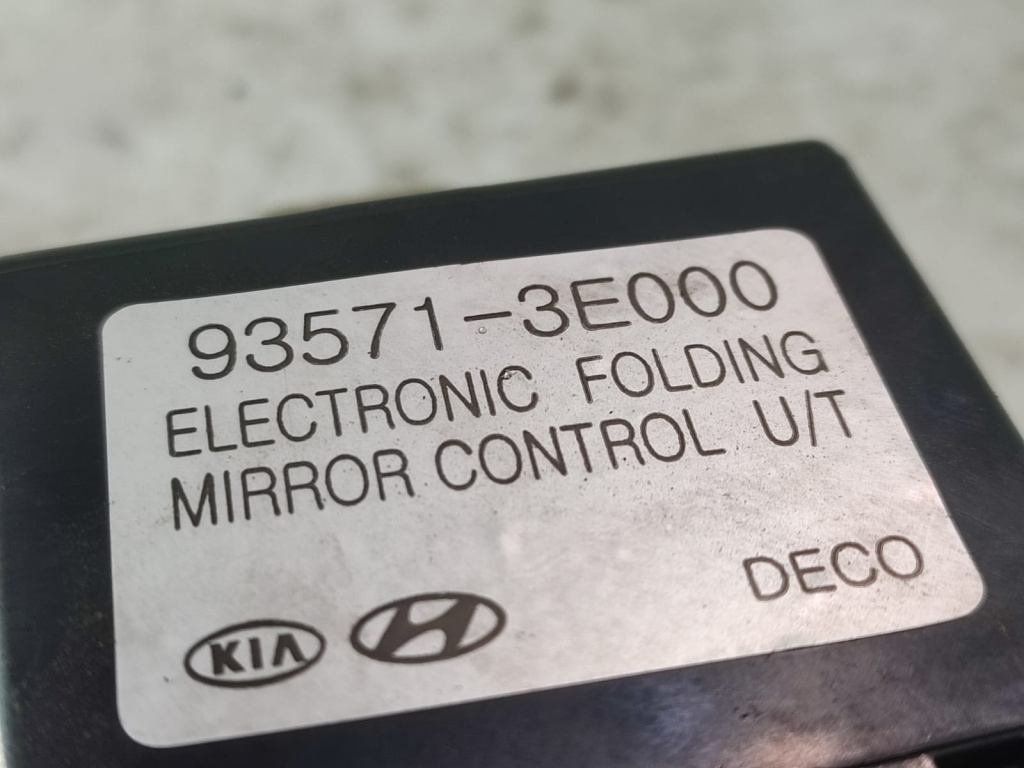 93571-3E000
ELECTRONIC FOLDING
MIRROR CONTROL U/T
DECO
KIA